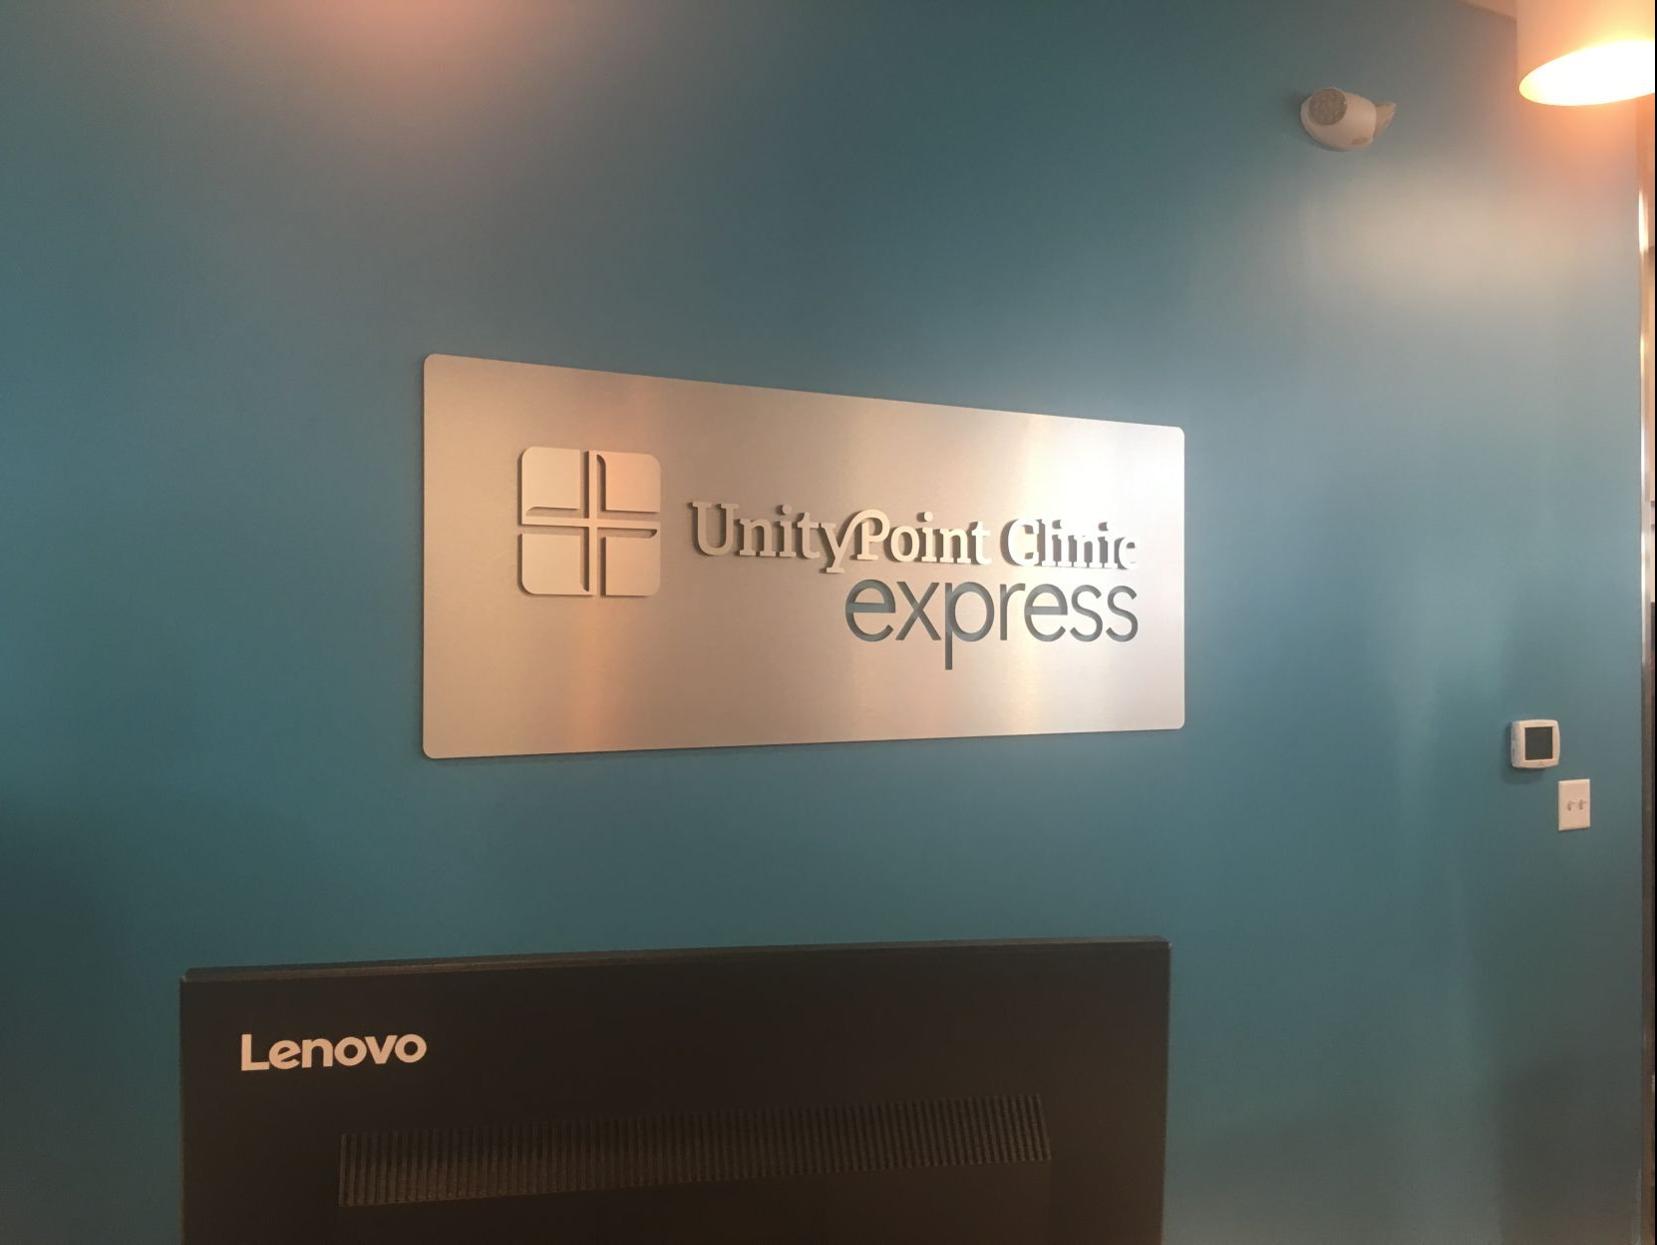 UnityPoint Clinic
express
Lenovo